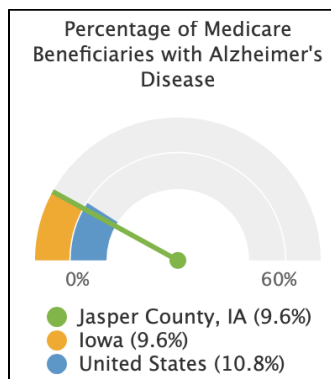 Percentage of Medicare
Beneficiaries with Alzheimer's
Disease
0% 60%
Jasper County, IA (9.6%)
Iowa (9.6%)
United States (10.8%)